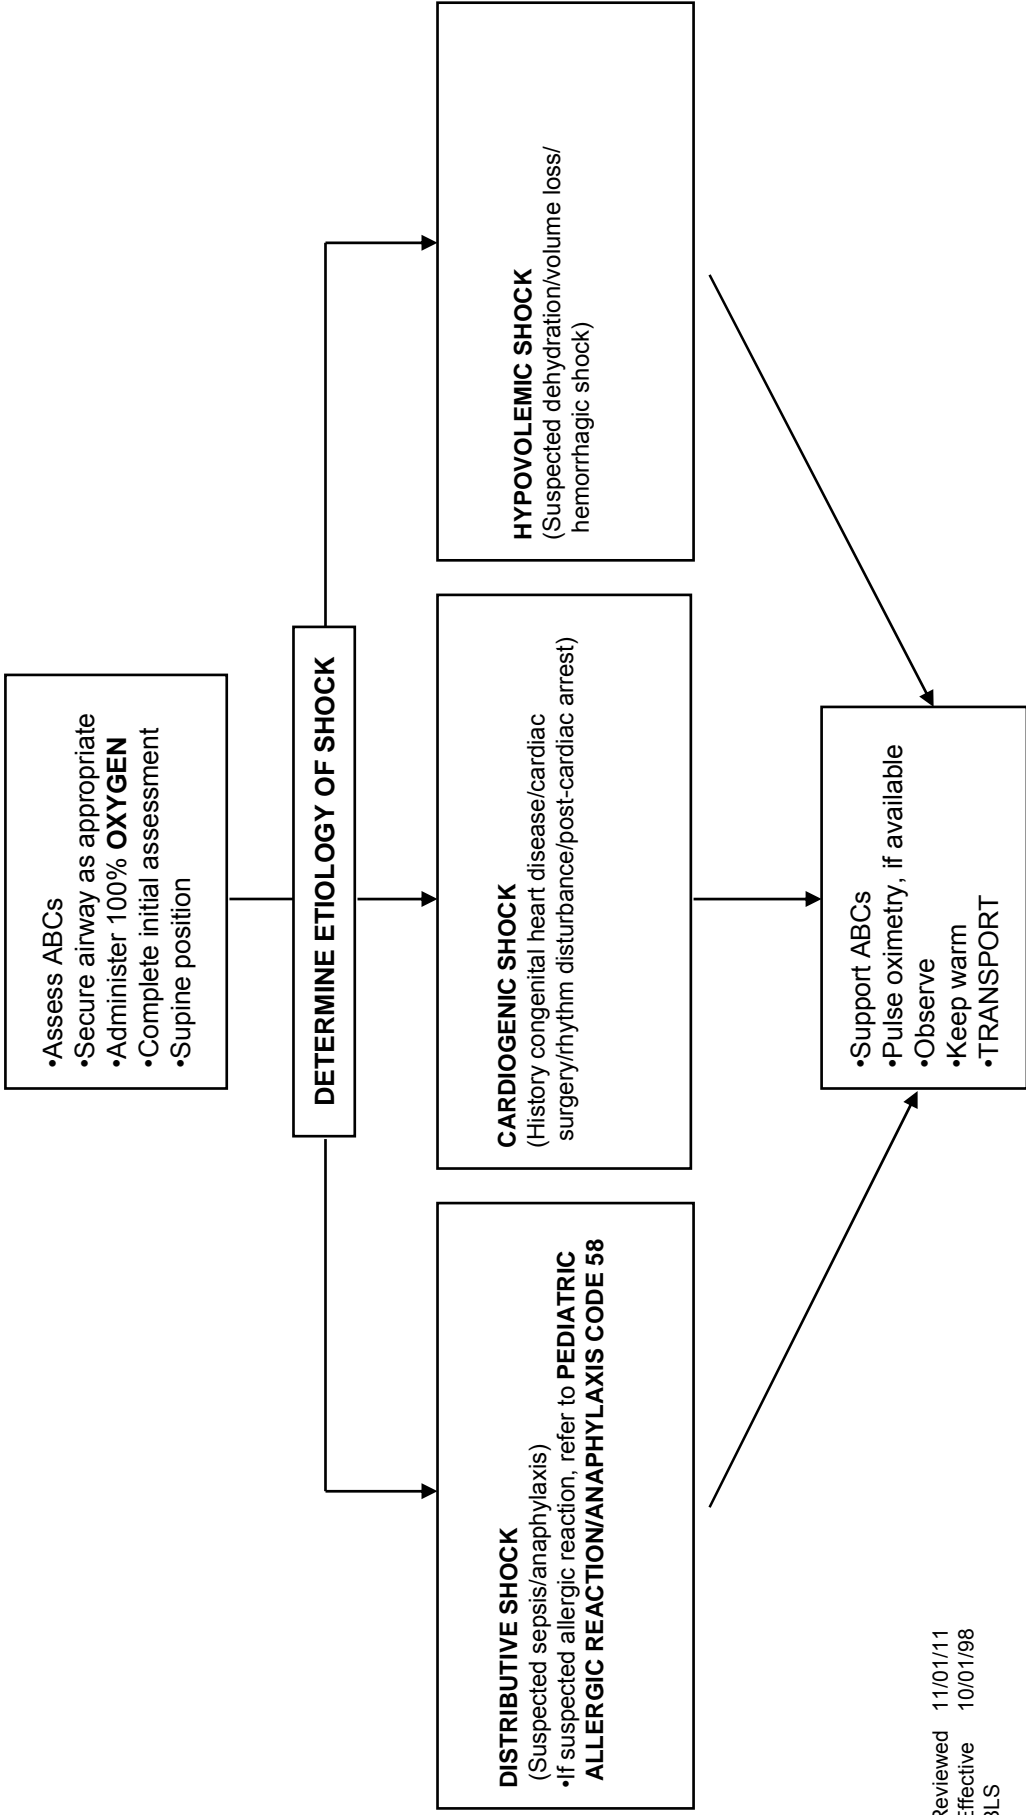 •Assess ABCs
•Secure airway as appropriate
•Administer 100% OXYGEN
•Complete initial assessment
•Supine position
DETERMINE ETIOLOGY OF SHOCK
DISTRIBUTIVE SHOCK
(Suspected sepsis/anaphylaxis)
•If suspected allergic reaction, refer to PEDIATRIC
ALLERGIC REACTION/ANAPHYLAXIS CODE 58
CARDIOGENIC SHOCK
(History congenital heart disease/cardiac
surgery/rhythm disturbance/post-cardiac arrest)
HYPOVOLEMIC SHOCK
(Suspected dehydration/volume loss/
hemorrhagic shock)
•Support ABCs
•Pulse oximetry, if available
•Observe
•Keep warm
•TRANSPORT
Reviewed 11/01/11
Effective 10/01/98
BLS